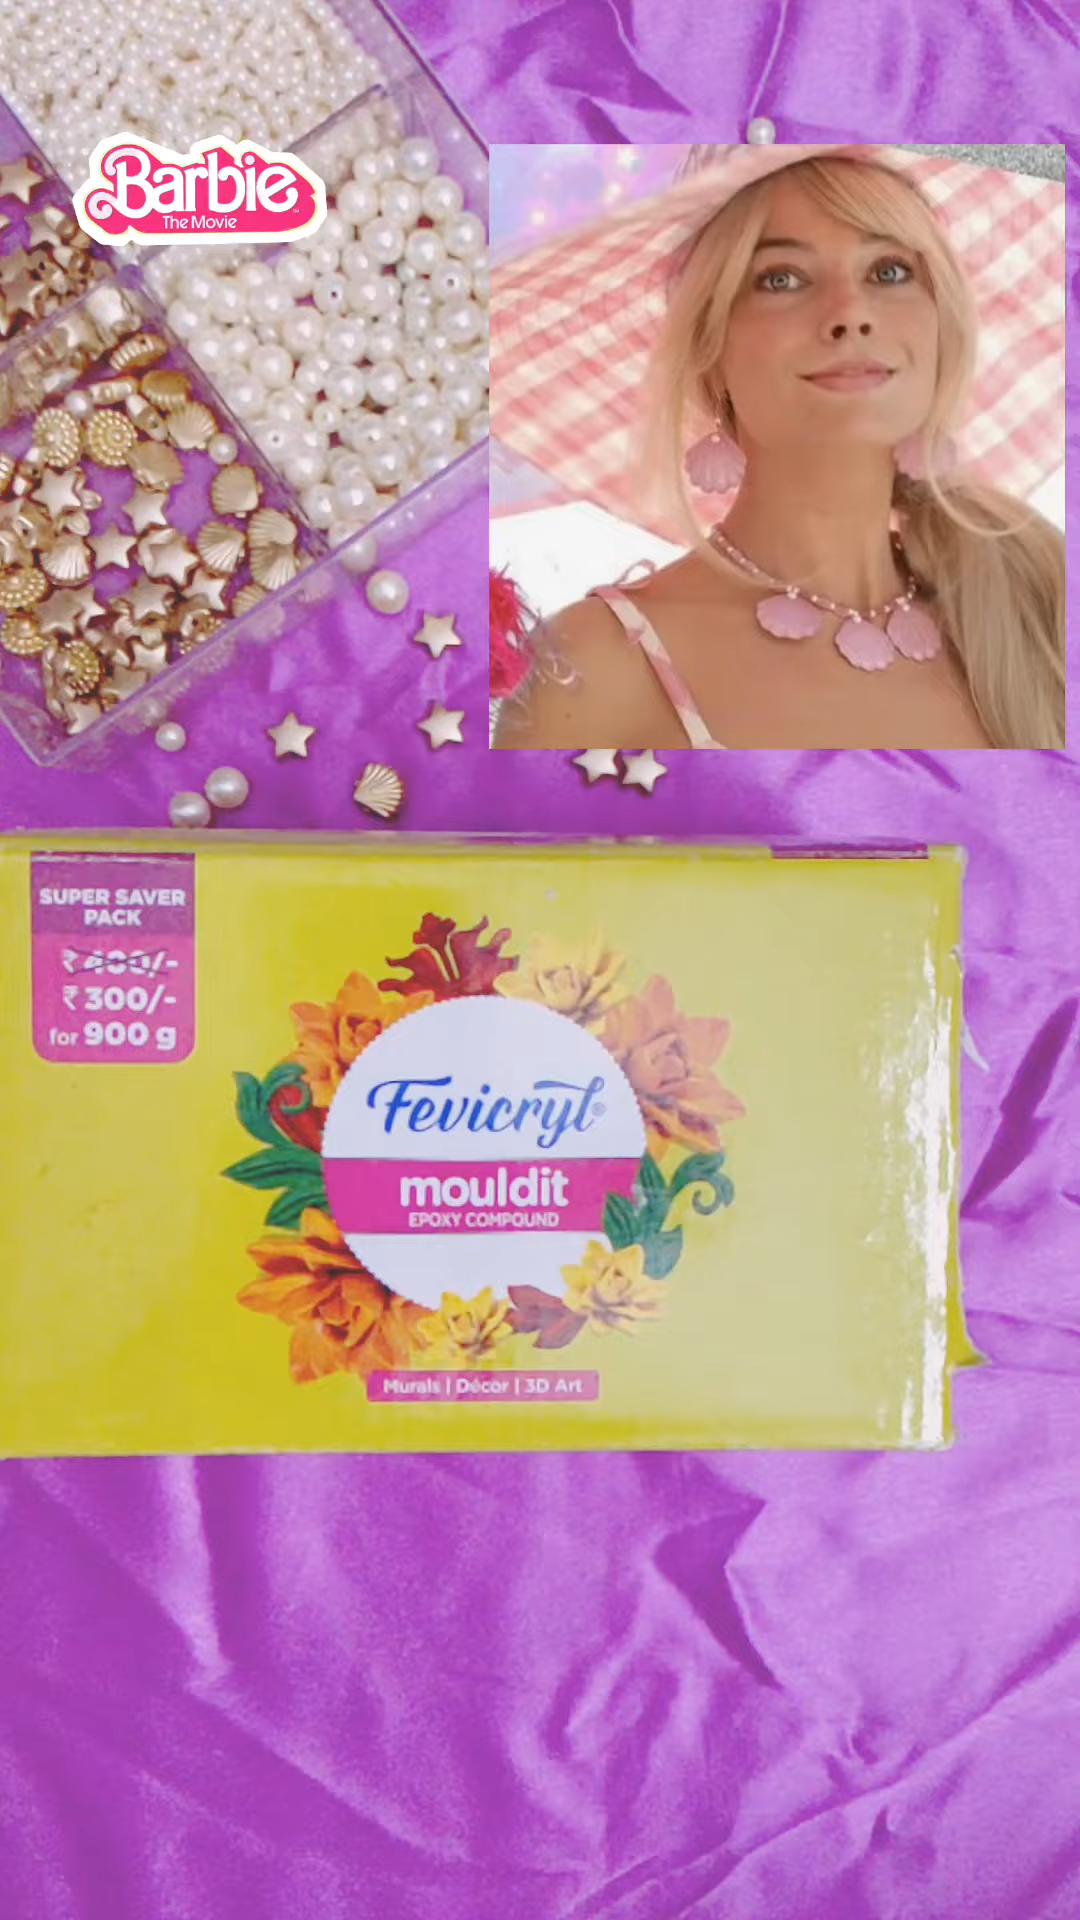 Barbie
The Movie
SUPER SAVER
PACK
₹ 400/-
₹ 300/-
for 900 g
Fevicryl®
mouldit
EPOXY COMPOUND
Murals | Décor | 3D Art